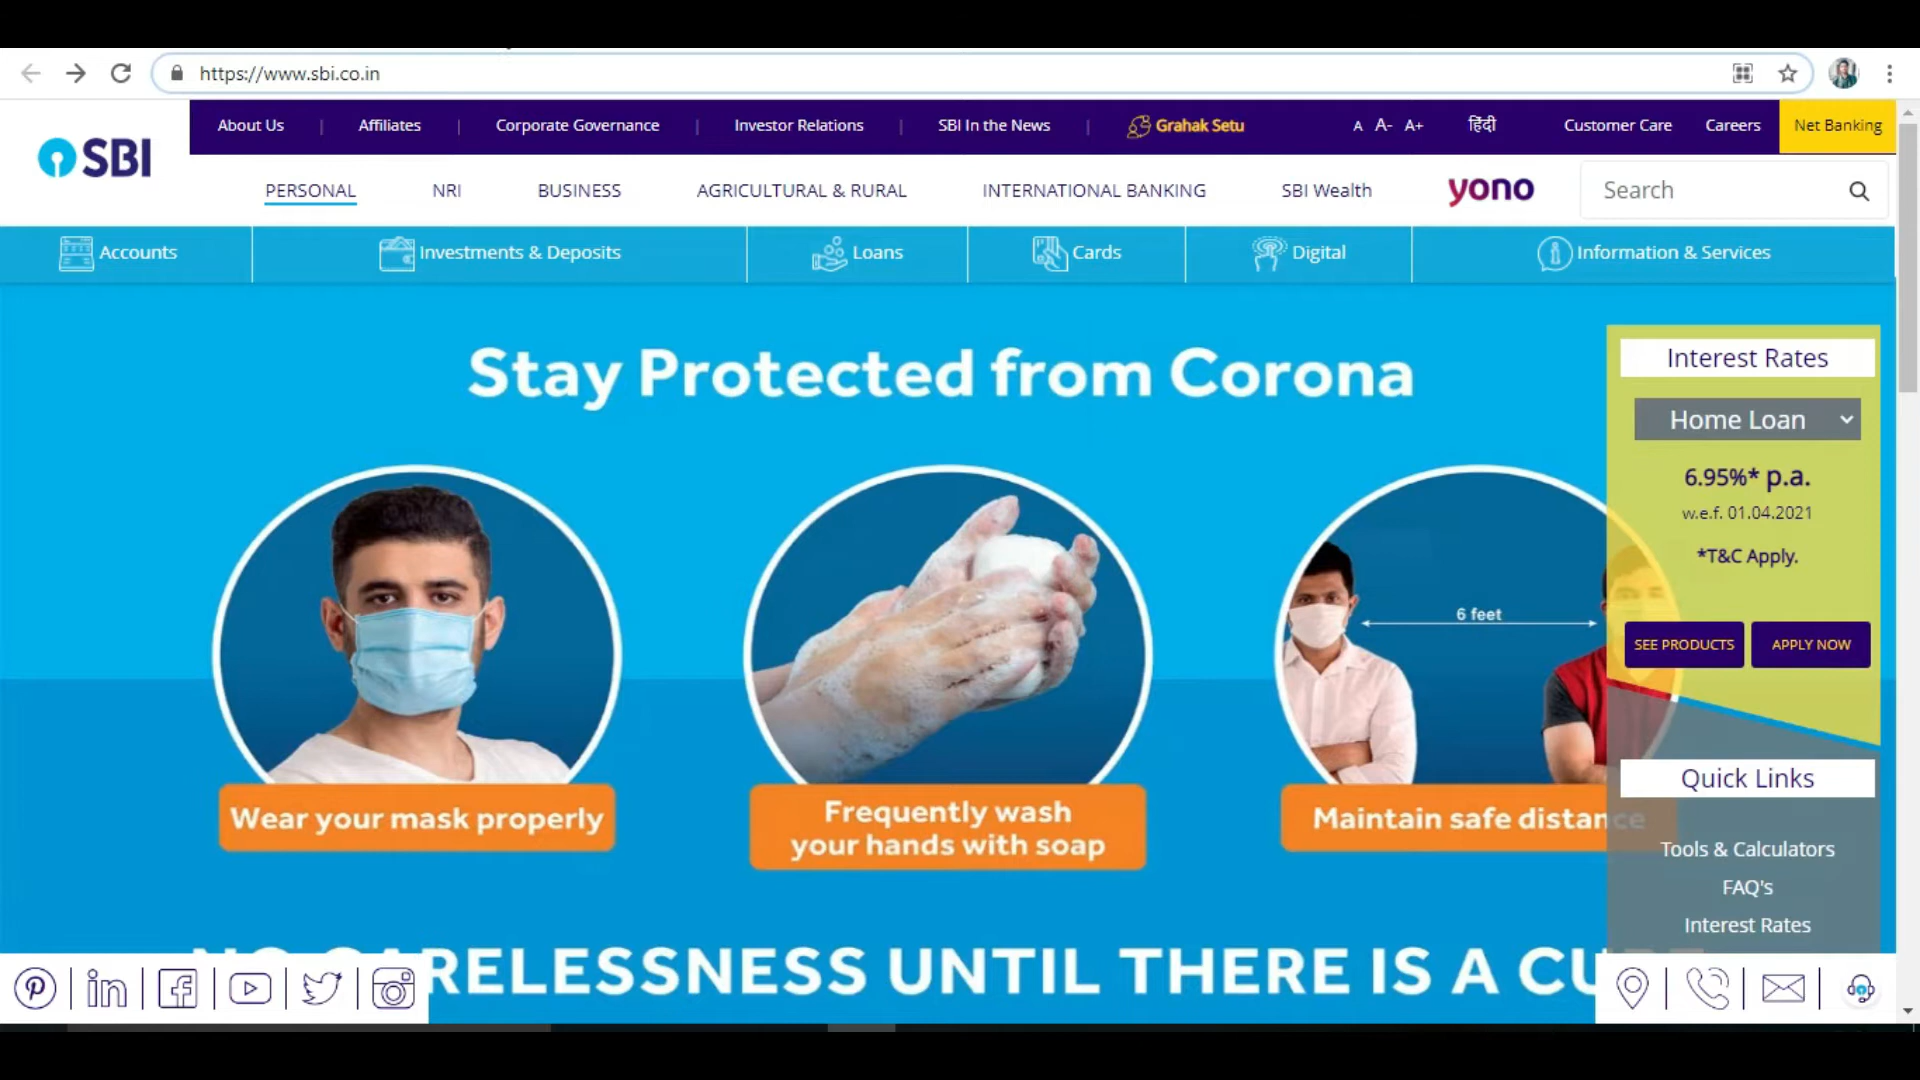 https://www.sbi.co.in
About Us | Affiliates | Corporate Governance | Investor Relations | SBI In the News | Grahak Setu A A- A+ हिंदी Customer Care Careers Net Banking
SBI
PERSONAL NRI BUSINESS AGRICULTURAL & RURAL INTERNATIONAL BANKING SBI Wealth yono Search
Accounts Investments & Deposits Loans Cards Digital Information & Services
Stay Protected from Corona
Interest Rates
Home Loan
6.95%* p.a.
w.e.f. 01.04.2021
*T&C Apply.
6 feet
SEE PRODUCTS APPLY NOW
Quick Links
Wear your mask properly
Frequently wash
your hands with soap
Maintain safe distance
Tools & Calculators
FAQ's
Interest Rates
RELESSNESS UNTIL THERE IS A CU